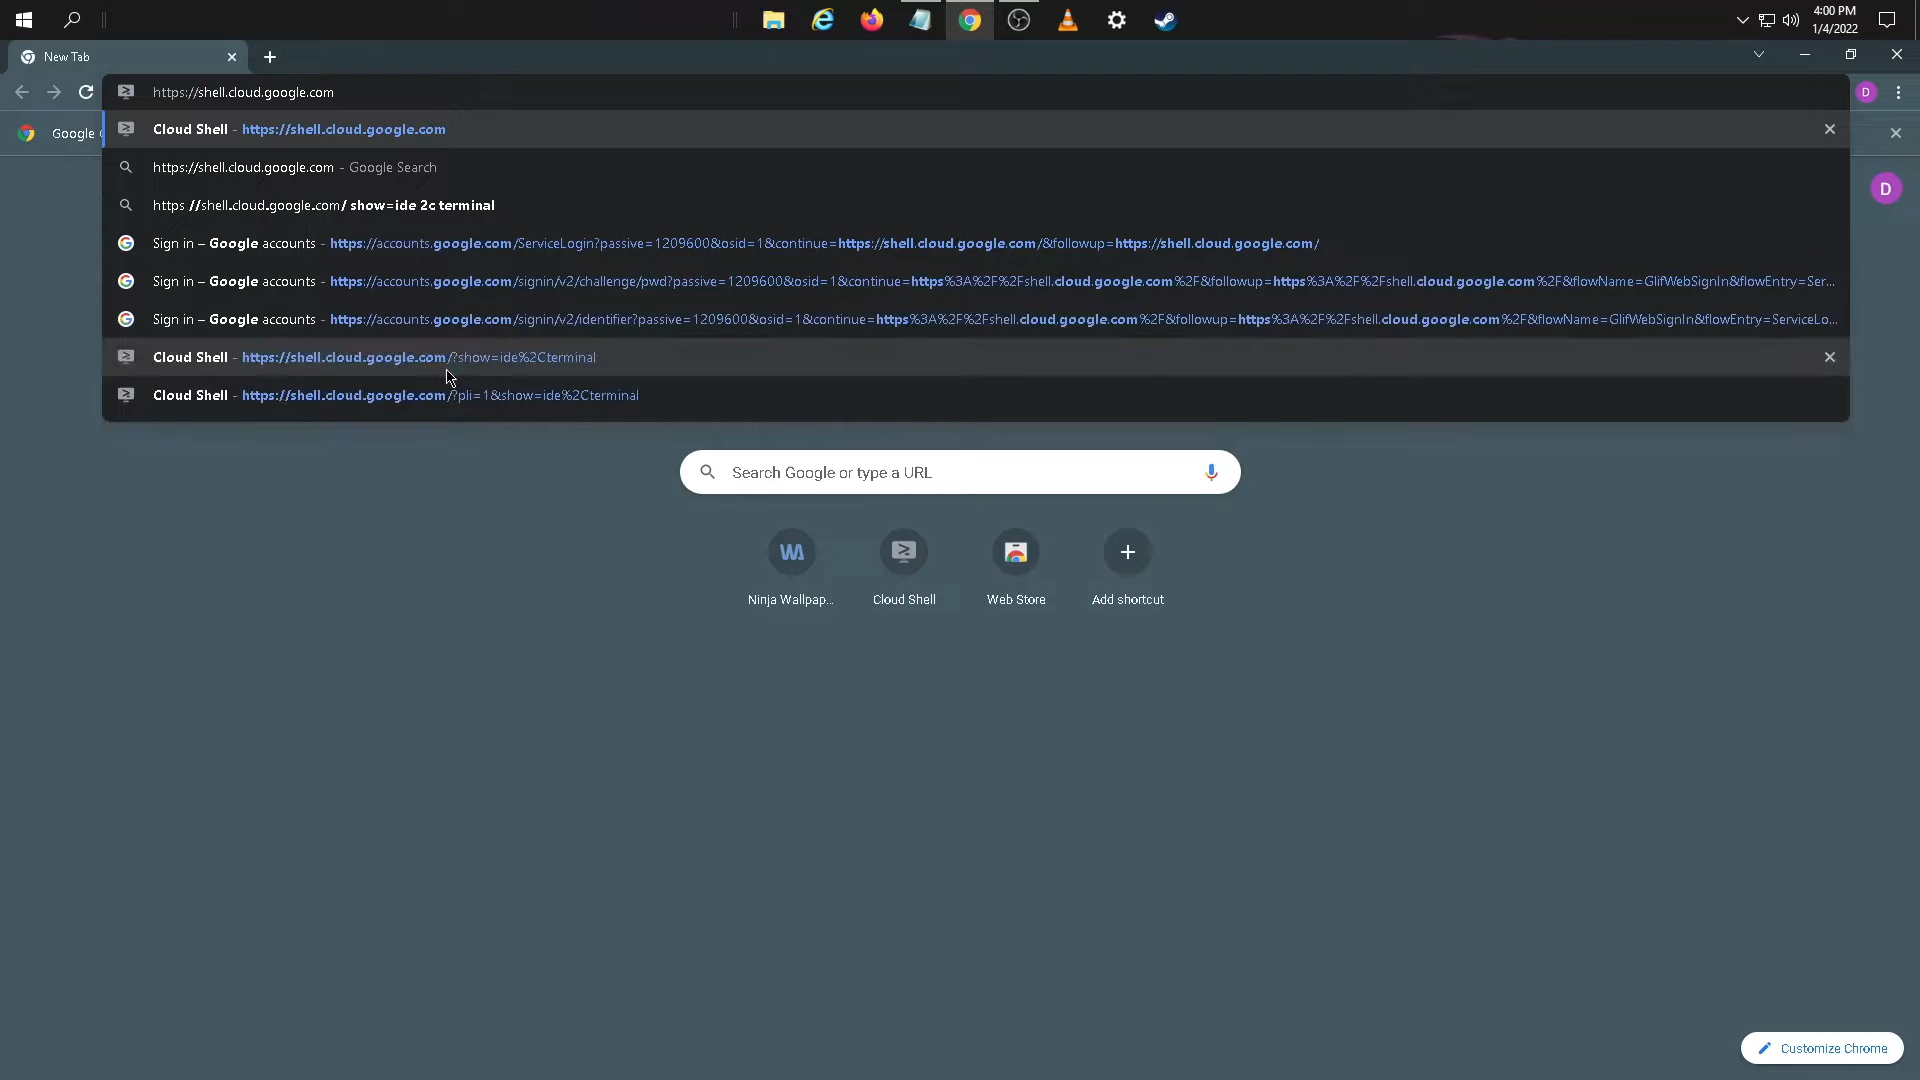 4:00 PM
1/4/2022
New Tab
https://shell.cloud.google.com
Cloud Shell - https://shell.cloud.google.com
Google
https://shell.cloud.google.com - Google Search
https //shell.cloud.google.com/ show=ide 2c terminal
Sign in – Google accounts - https://accounts.google.com/ServiceLogin?passive=1209600&osid=1&continue=https://shell.cloud.google.com/&followup=https://shell.cloud.google.com/
Sign in – Google accounts - https://accounts.google.com/signin/v2/challenge/pwd?passive=1209600&osid=1&continue=https%3A%2F%2Fshell.cloud.google.com%2F&followup=https%3A%2F%2Fshell.cloud.google.com%2F&flowName=GlifWebSignIn&flowEntry=Ser...
Sign in – Google accounts - https://accounts.google.com/signin/v2/identifier?passive=1209600&osid=1&continue=https%3A%2F%2Fshell.cloud.google.com%2F&followup=https%3A%2F%2Fshell.cloud.google.com%2F&flowName=GlifWebSignIn&flowEntry=ServiceLo...
Cloud Shell - https://shell.cloud.google.com/?show=ide%2Cterminal
Cloud Shell - https://shell.cloud.google.com/?pli=1&show=ide%2Cterminal
D
D
Search Google or type a URL
WA
Ninja Wallpap...
Cloud Shell
Web Store
Add shortcut
Customize Chrome